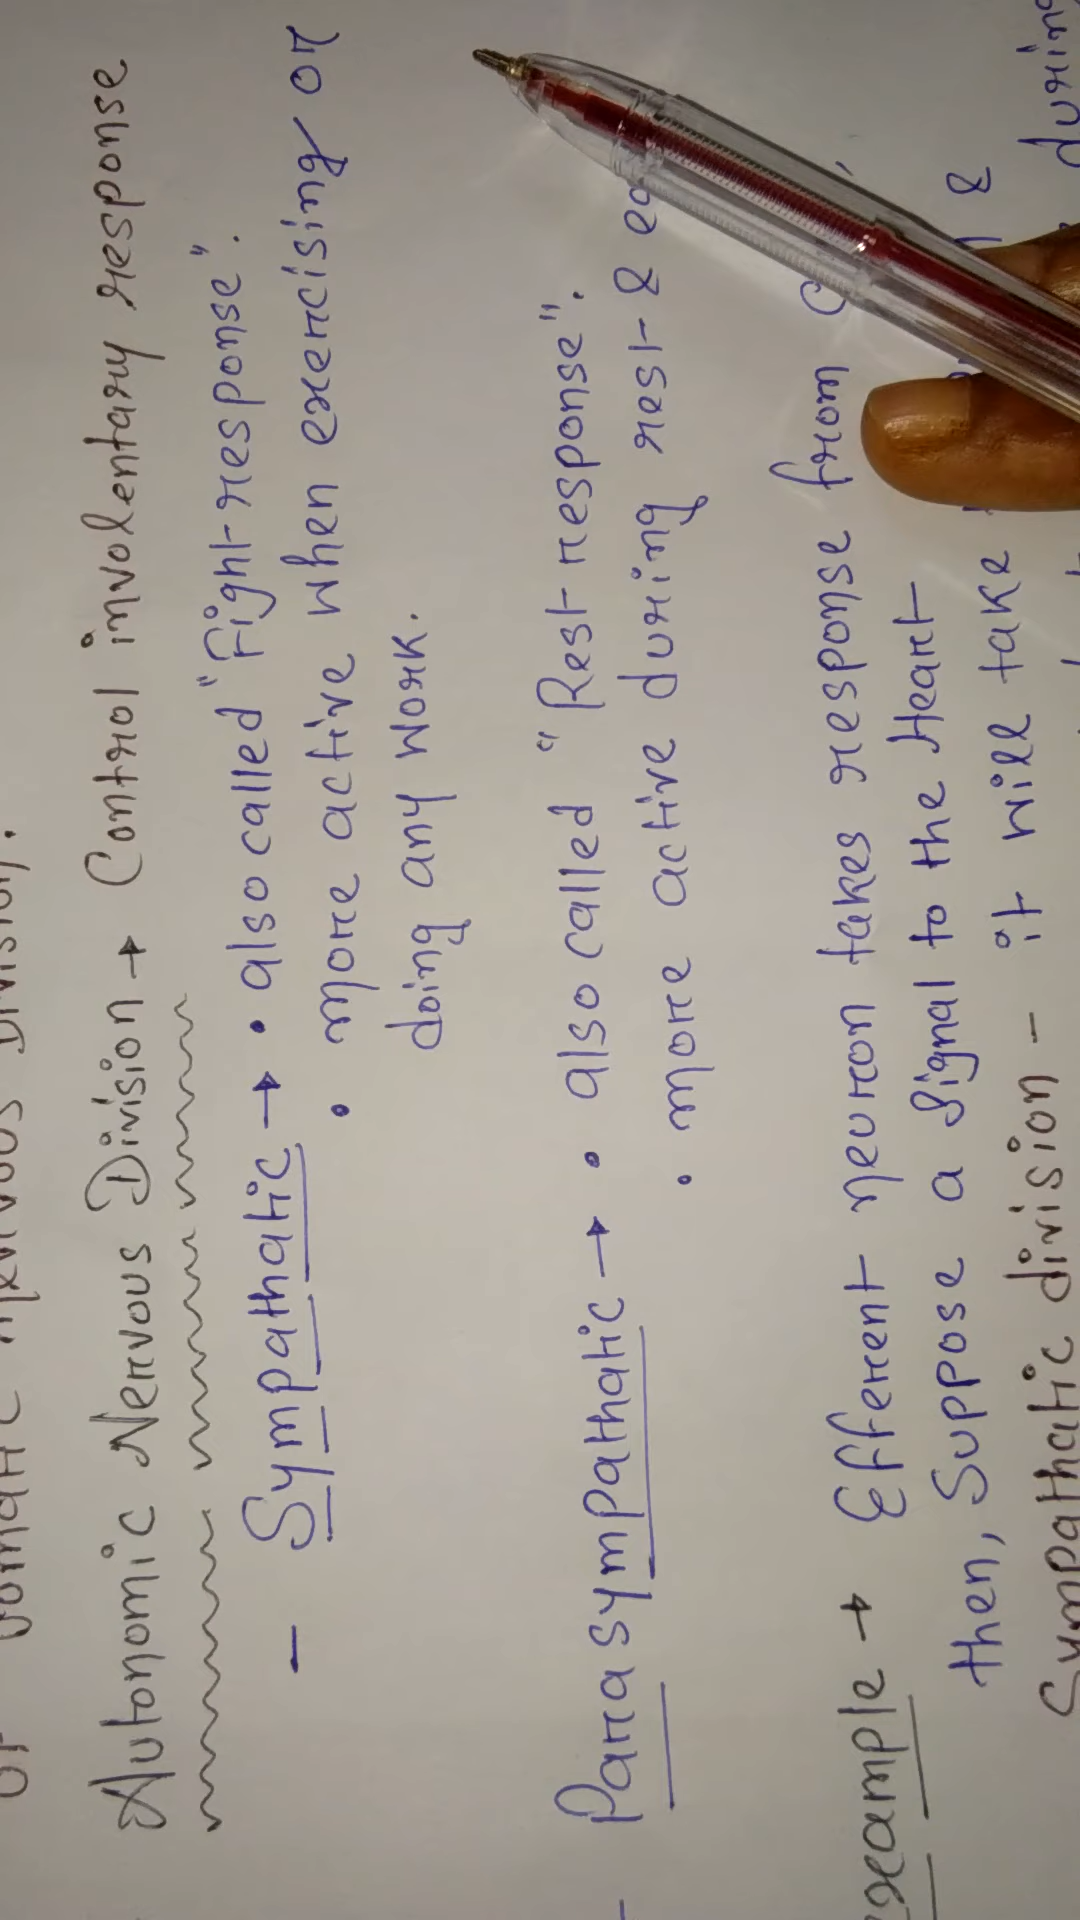 Autonomic Nervous Division → Control involentary response
- Sympathatic → • also called "Fight-response".
• more active when exercising or
doing any work.
- Parasympathatic → • also called "Rest response".
• more active during rest &
Example → Efferent neuron takes response from
then, suppose a signal to the Heart
Sympathatic division - it will take